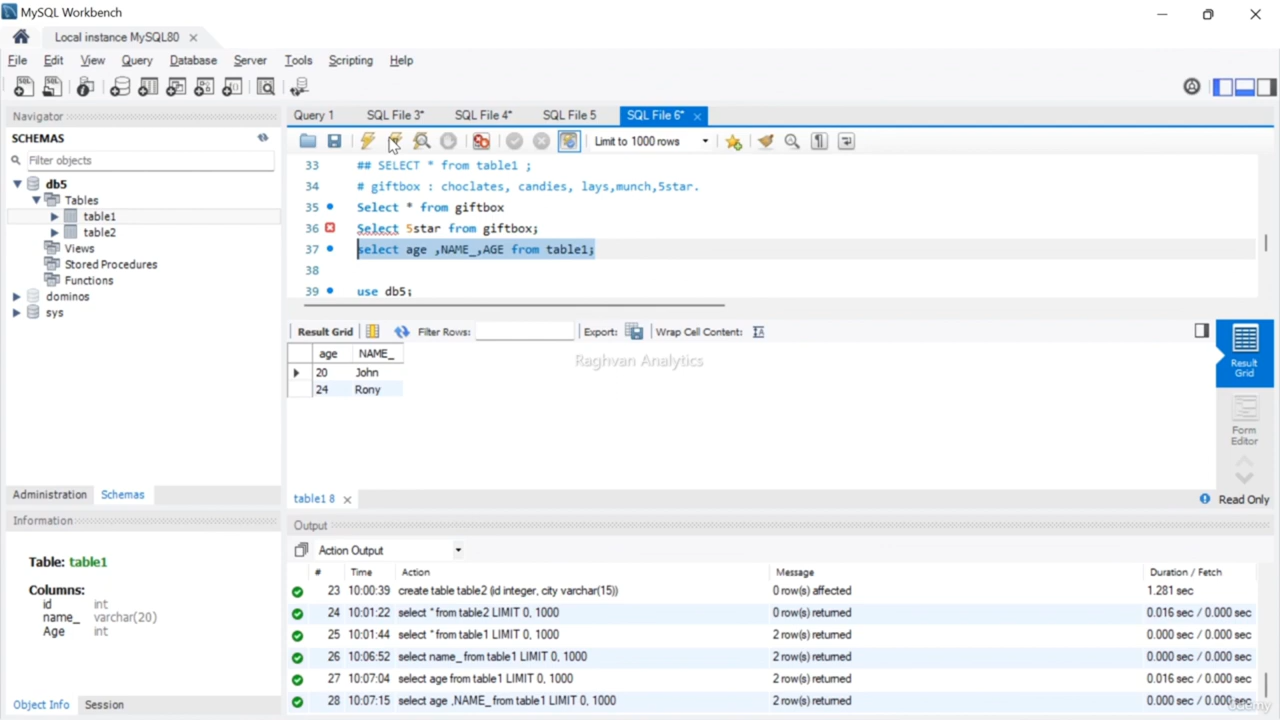 MySQL Workbench
Local instance MySQL80
File Edit View Query Database Server Tools Scripting Help
Navigator
SCHEMAS
Filter objects
db5
Tables
table1
table2
Views
Stored Procedures
Functions
dominos
sys
Administration Schemas
Information
Table: table1
Columns:
id int
name_ varchar(20)
Age int
Object Info Session
Query 1 SQL File 3* SQL File 4* SQL File 5 SQL File 6*
Limit to 1000 rows
33 ## SELECT * from table1 ;
34 # giftbox : choclates, candies, lays,munch,5star.
35 Select * from giftbox
36 Select 5star from giftbox;
37 select age ,NAME_,AGE from table1;
38
39 use db5;
Result Grid Filter Rows: Export: Wrap Cell Content:
Raghvan Analytics
age NAME_
20 John
24 Rony
Result Grid
Form Editor
table1 8
Read Only
Output
Action Output
# Time Action Message Duration / Fetch
23 10:00:39 create table table2 (id integer, city varchar(15)) 0 row(s) affected 1.281 sec
24 10:01:22 select * from table2 LIMIT 0, 1000 0 row(s) returned 0.016 sec / 0.000 sec
25 10:01:44 select * from table1 LIMIT 0, 1000 2 row(s) returned 0.000 sec / 0.000 sec
26 10:06:52 select name_ from table1 LIMIT 0, 1000 2 row(s) returned 0.000 sec / 0.000 sec
27 10:07:04 select age from table1 LIMIT 0, 1000 2 row(s) returned 0.016 sec / 0.000 sec
28 10:07:15 select age ,NAME_ from table1 LIMIT 0, 1000 2 row(s) returned 0.000 sec / 0.000 sec
udemy